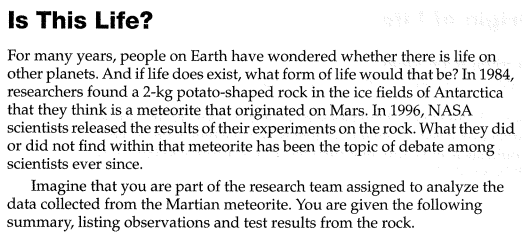 Is This Life?
For many years, people on Earth have wondered whether there is life on
other planets. And if life does exist, what form of life would that be? In 1984,
researchers found a 2-kg potato-shaped rock in the ice fields of Antarctica
that they think is a meteorite that originated on Mars. In 1996, NASA
scientists released the results of their experiments on the rock. What they did
or did not find within that meteorite has been the topic of debate among
scientists ever since.
Imagine that you are part of the research team assigned to analyze the
data collected from the Martian meteorite. You are given the following
summary, listing observations and test results from the rock.